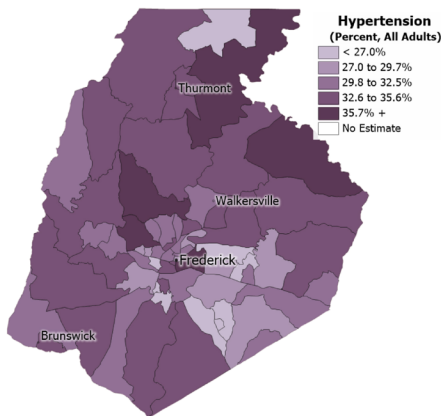 Hypertension
(Percent, All Adults)
< 27.0%
27.0 to 29.7%
29.8 to 32.5%
32.6 to 35.6%
35.7% +
No Estimate
Thurmont
Walkersville
Frederick
Brunswick